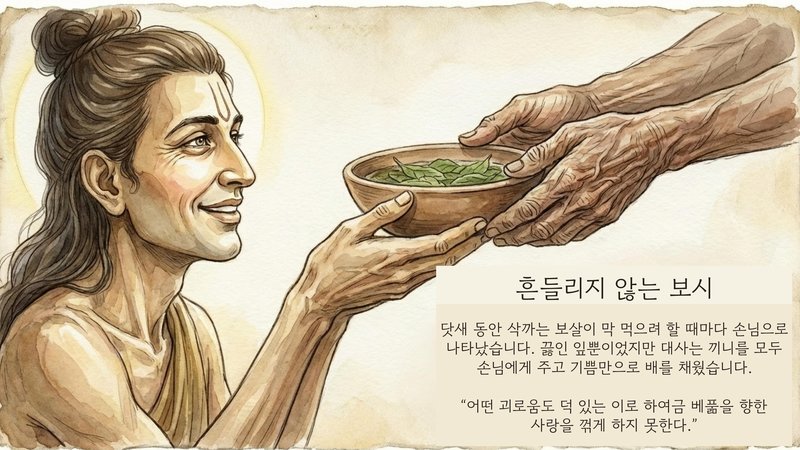 흔들리지 않는 보시
닷새 동안 삭까는 보살이 막 먹으려 할 때마다 손님으로
나타났습니다. 끓인 잎뿐이었지만 대사는 끼니를 모두
손님에게 주고 기쁨만으로 배를 채웠습니다.
“어떤 괴로움도 덕 있는 이로 하여금 베풂을 향한
사랑을 꺾게 하지 못한다.”